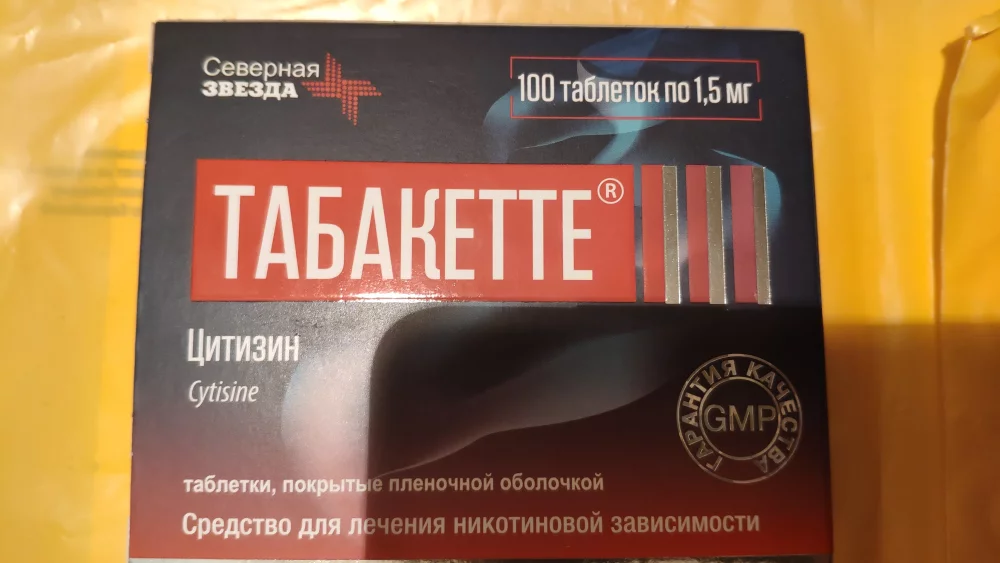 Северная
ЗВЕЗДА
100 таблеток по 1,5 мг
ТАБАКЕТТЕ®
Цитизин
Cytisine
ГАРАНТИЯ КАЧЕСТВА
GMP
таблетки, покрытые пленочной оболочкой
Средство для лечения никотиновой зависимости